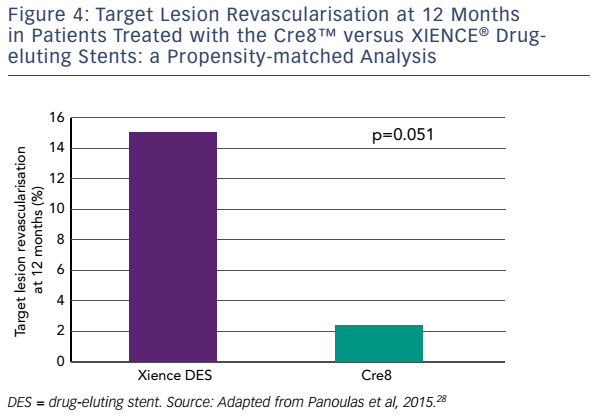 Figure 4: Target Lesion Revascularisation at 12 Months
in Patients Treated with the Cre8™ versus XIENCE® Drug-
eluting Stents: a Propensity-matched Analysis
Target lesion revascularisation
at 12 months (%)
16
14
12
10
8
6
4
2
0
p=0.051
Xience DES
Cre8
DES = drug-eluting stent. Source: Adapted from Panoulas et al, 2015.28